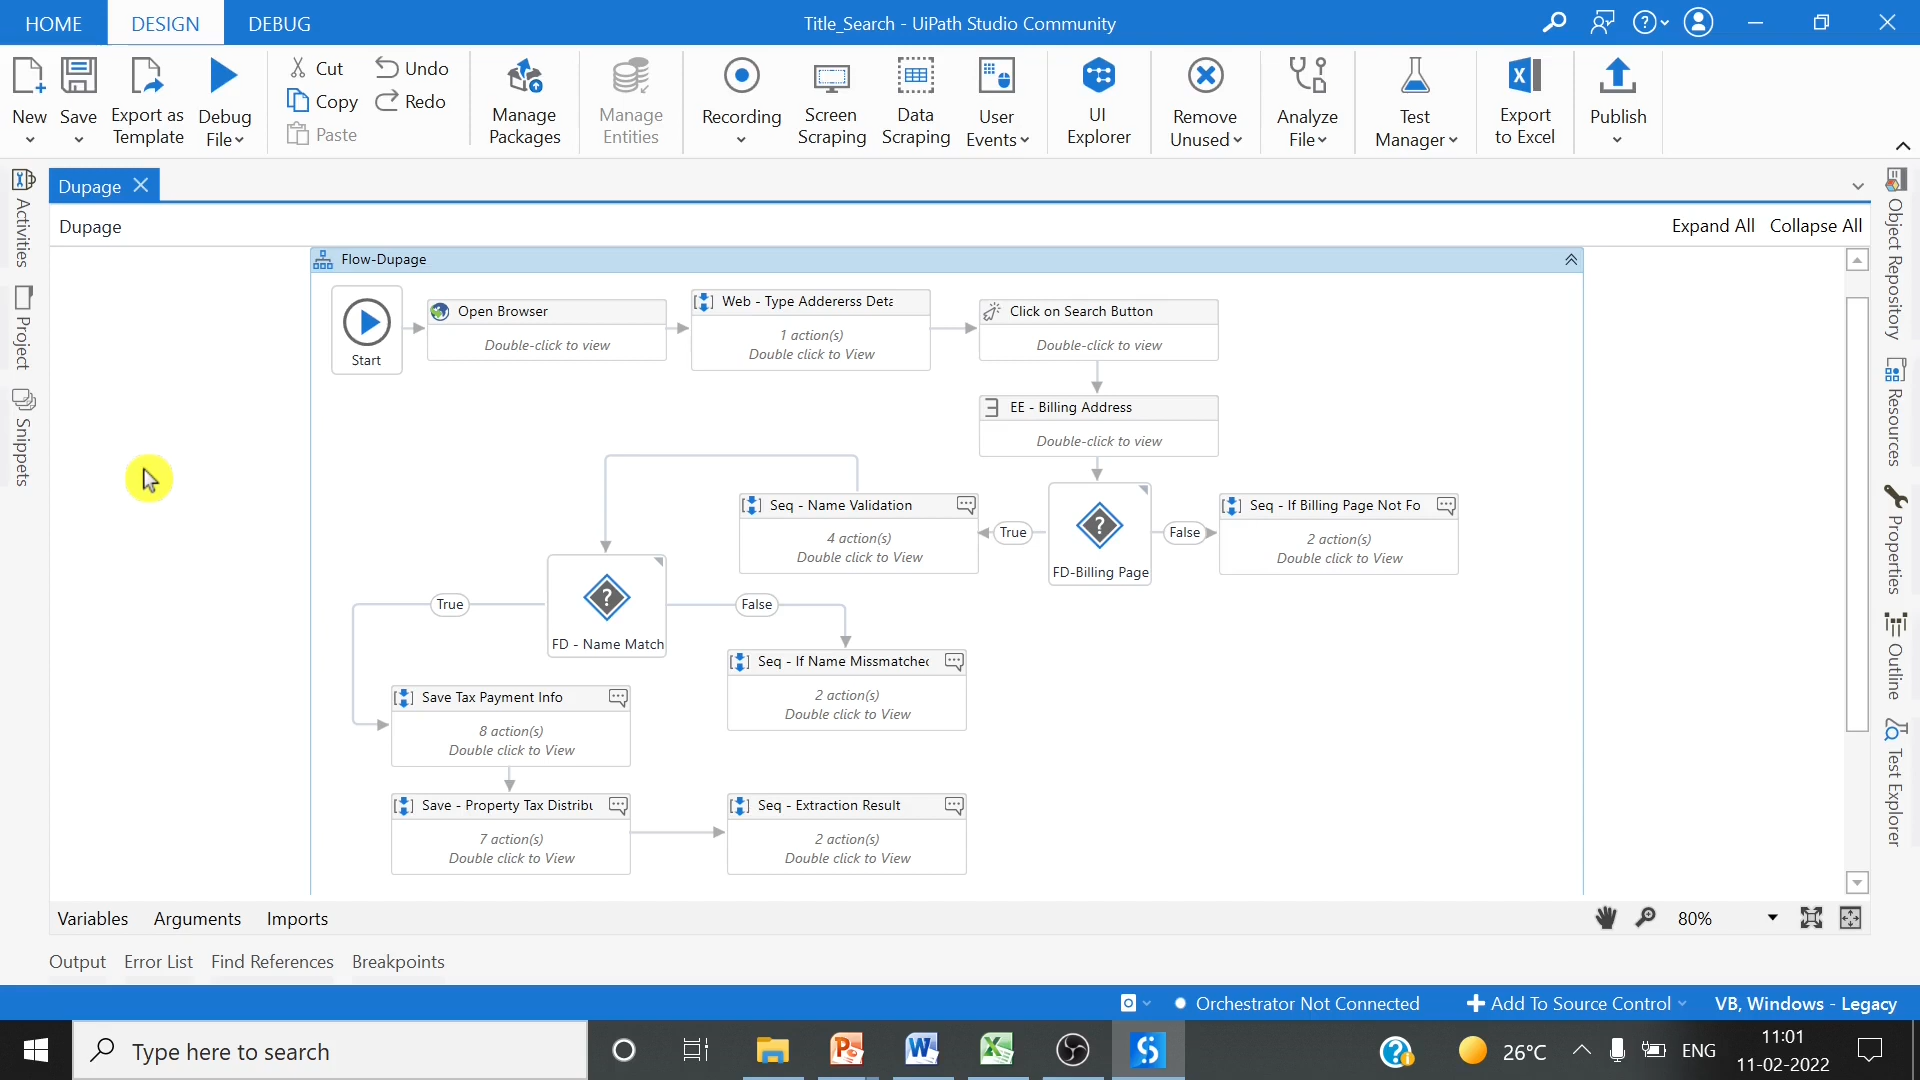 HOME DESIGN DEBUG
Title_Search - UiPath Studio Community
New
Save
Export as
Template
Debug
File
Cut
Copy
Paste
Undo
Redo
Manage
Packages
Manage
Entities
Recording
Screen
Scraping
Data
Scraping
User
Events
UI
Explorer
Remove
Unused
Analyze
File
Test
Manager
Export
to Excel
Publish
Activities
Project
Snippets
Dupage
Dupage
Expand All Collapse All
Flow-Dupage
Start
Open Browser
Double-click to view
Web - Type Addererss Deta
1 action(s)
Double click to View
Click on Search Button
Double-click to view
EE - Billing Address
Double-click to view
Seq - Name Validation
4 action(s)
Double click to View
True
FD-Billing Page
False
Seq - If Billing Page Not Fo
2 action(s)
Double click to View
True
FD - Name Match
False
Seq - If Name Missmatched
2 action(s)
Double click to View
Save Tax Payment Info
8 action(s)
Double click to View
Save - Property Tax Distribu
7 action(s)
Double click to View
Seq - Extraction Result
2 action(s)
Double click to View
Object Repository
Resources
Properties
Outline
Test Explorer
Variables Arguments Imports
80%
Output Error List Find References Breakpoints
Orchestrator Not Connected
Add To Source Control
VB, Windows - Legacy
Type here to search
26°C
ENG
11:01
11-02-2022